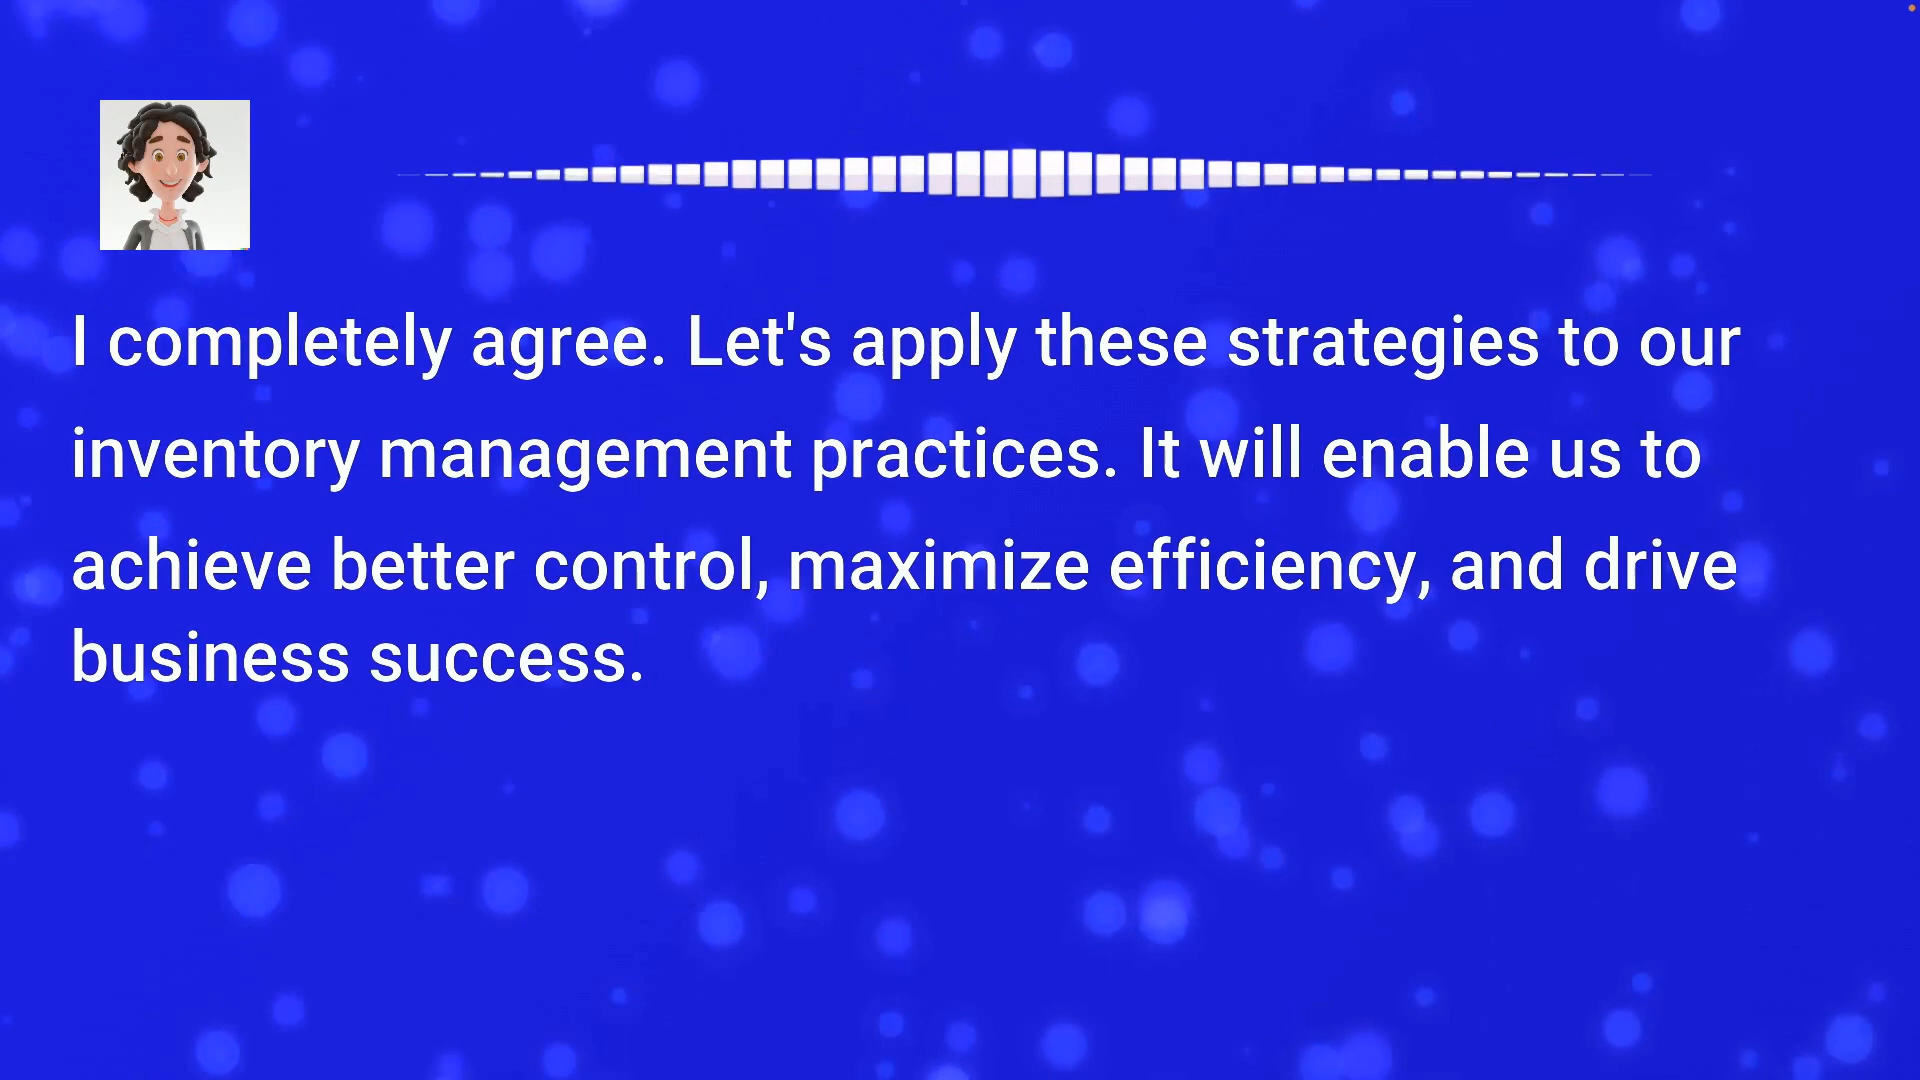 I completely agree. Let's apply these strategies to our
inventory management practices. It will enable us to
achieve better control, maximize efficiency, and drive
business success.